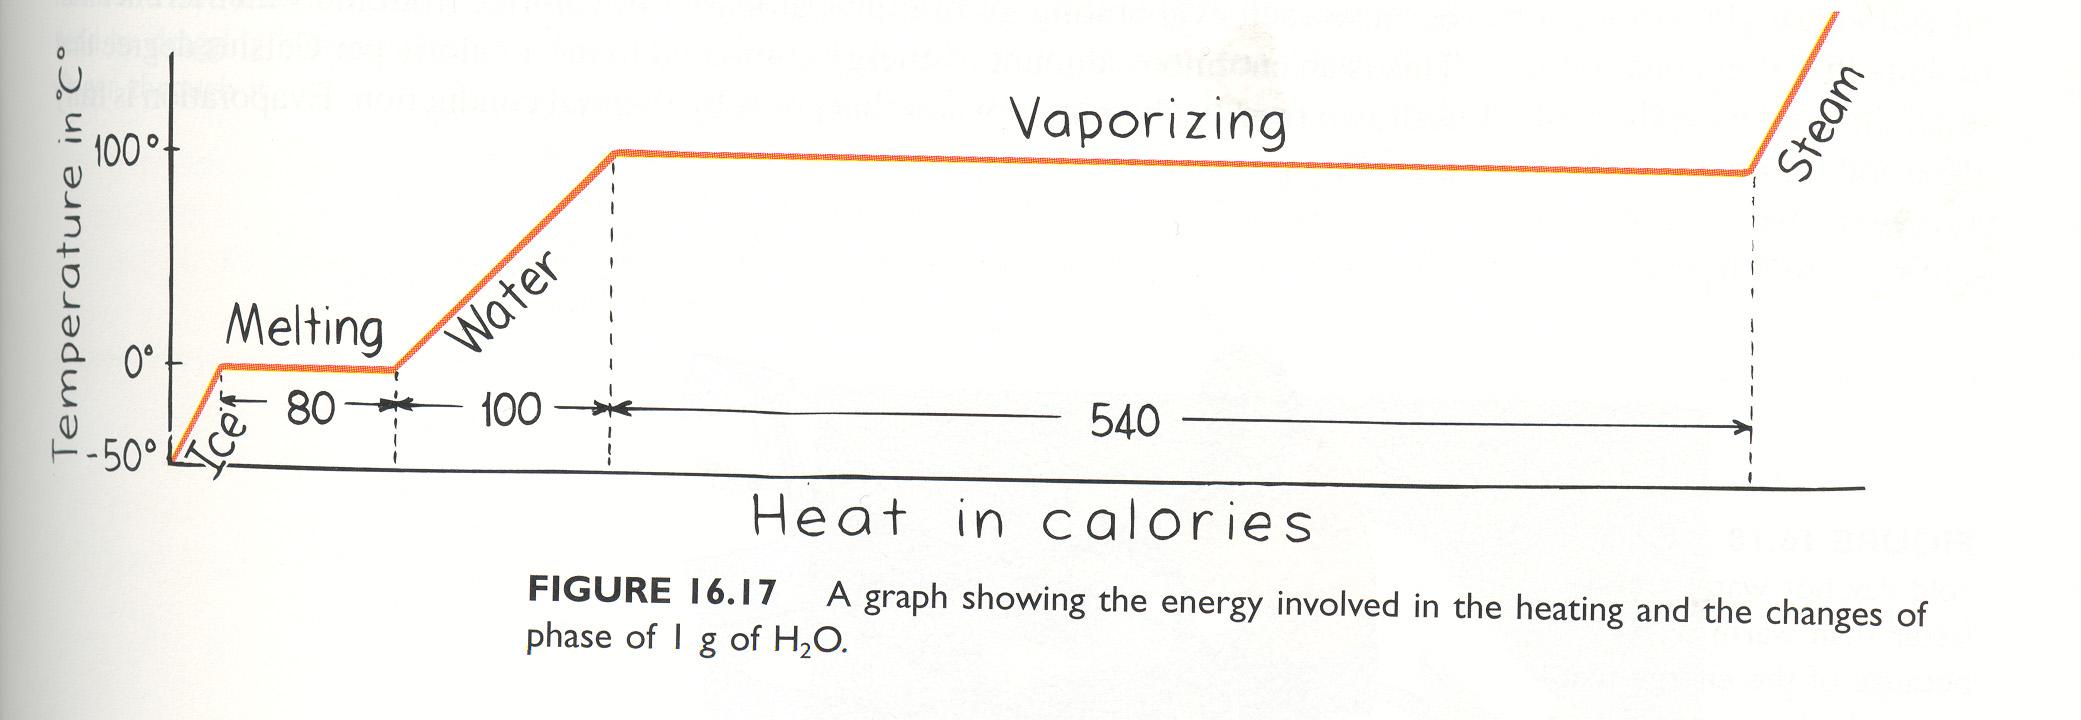 Temperature in °C°
100°
0°
-50°
Ice
Melting
Water
Vaporizing
Steam
80
100
540
Heat in calories
FIGURE 16.17 A graph showing the energy involved in the heating and the changes of
phase of 1 g of H₂O.